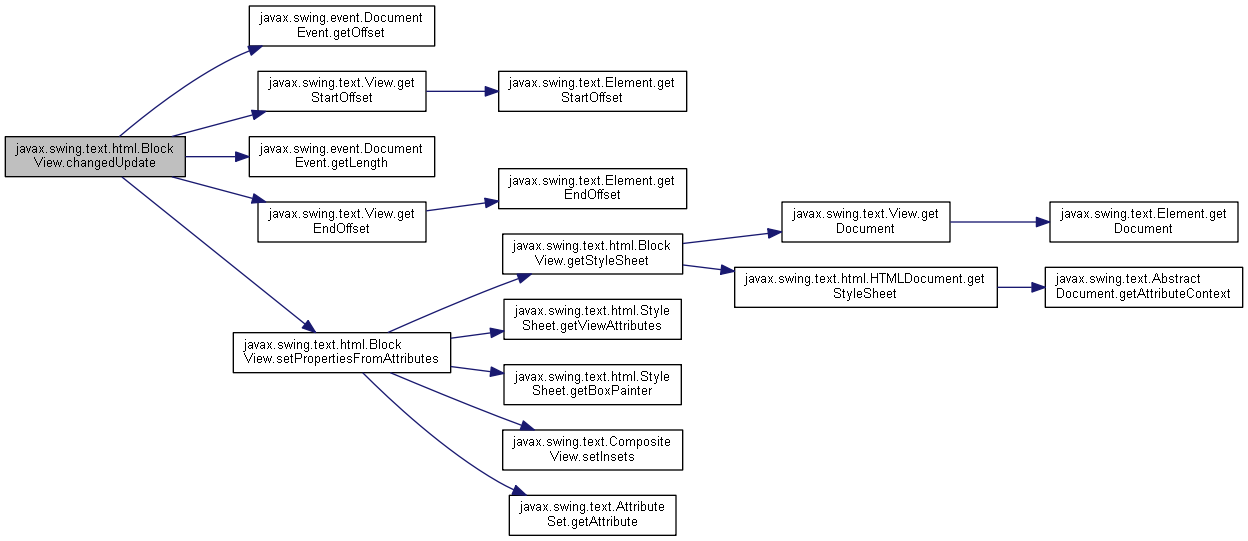 javax.swing.event.Document
Event.getOffset
javax.swing.text.View.get
StartOffset
javax.swing.text.Element.get
StartOffset
javax.swing.text.html.Block
View.changedUpdate
javax.swing.event.Document
Event.getLength
javax.swing.text.Element.get
EndOffset
javax.swing.text.View.get
EndOffset
javax.swing.text.View.get
Document
javax.swing.text.Element.get
Document
javax.swing.text.html.Block
View.getStyleSheet
javax.swing.text.html.HTMLDocument.get
StyleSheet
javax.swing.text.Abstract
Document.getAttributeContext
javax.swing.text.html.Style
Sheet.getViewAttributes
javax.swing.text.html.Block
View.setPropertiesFromAttributes
javax.swing.text.html.Style
Sheet.getBoxPainter
javax.swing.text.Composite
View.setInsets
javax.swing.text.Attribute
Set.getAttribute